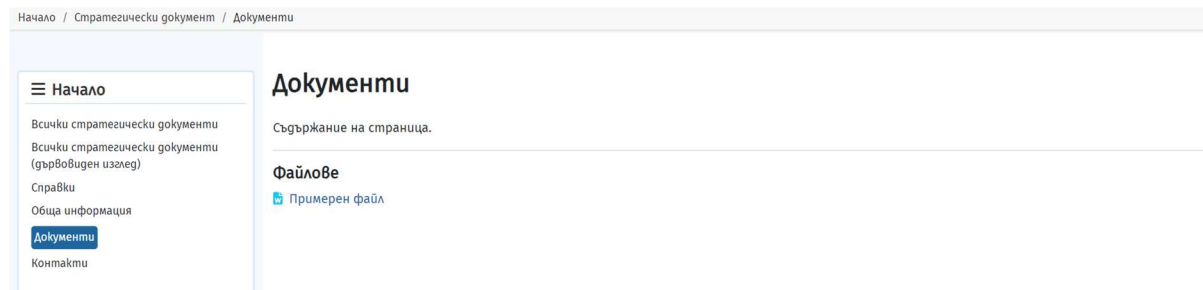 Начало / Стратегически документ / Документи
Начало
Всички стратегически документи
Всички стратегически документи
(дървовиден изглед)
Справки
Обща информация
Документи
Контакти
Документи
Съдържание на страница.
Файлове
Примерен файл